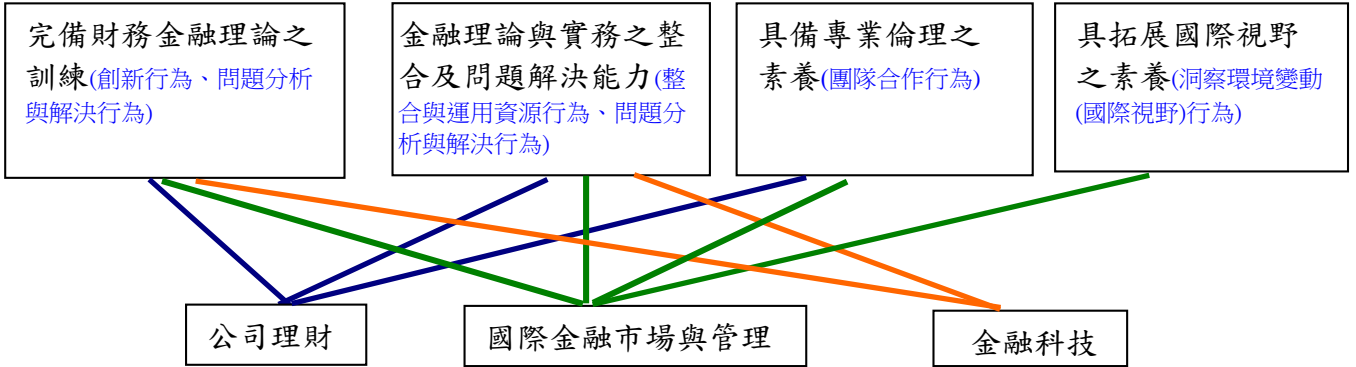 完備財務金融理論之
訓練(創新行為、問題分析
與解決行為)
金融理論與實務之整
合及問題解決能力(整
合與運用資源行為、問題分
析與解決行為)
具備專業倫理之
素養(團隊合作行為)
具拓展國際視野
之素養(洞察環境變動
(國際視野)行為)
公司理財
國際金融市場與管理
金融科技